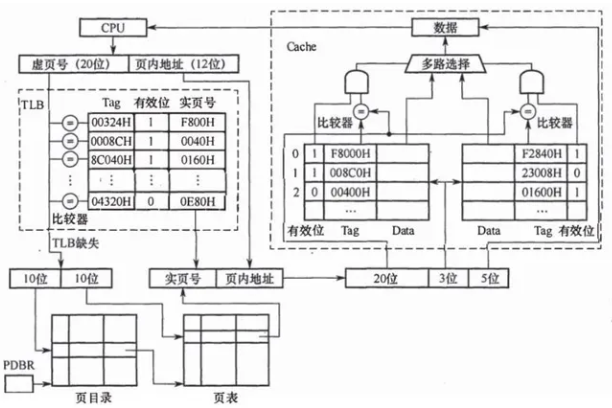 CPU
数据
Cache
虚页号（20位） 页内地址（12位）
多路选择
TLB
Tag 有效位 实页号
00324H 1 F800H
0008CH 1 0040H
8C040H 1 0160H
⋮ ⋮ ⋮
04320H 0 0E80H
比较器
= = = =
比较器 = = 比较器
0 1 F8000H
1 1 008C0H
2 0 00400H
…
F2840H 1
23008H 0
01600H 1
…
有效位 Tag Data
Data Tag 有效位
TLB缺失
10位 10位
实页号 页内地址
20位 3位 5位
PDBR
页目录
页表